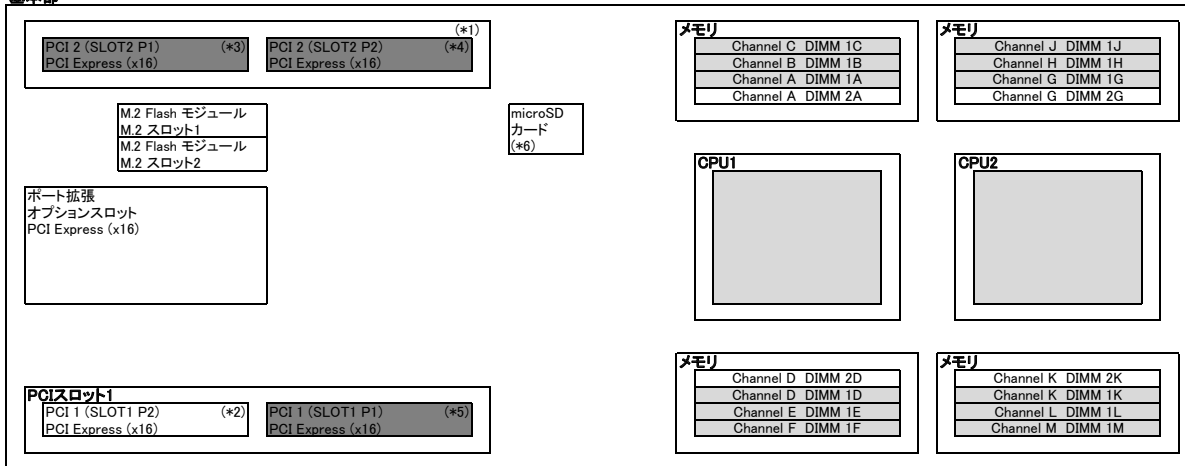 基本部
(*1)
PCI 2 (SLOT2 P1) (*3)
PCI Express (x16)
PCI 2 (SLOT2 P2) (*4)
PCI Express (x16)
M.2 Flash モジュール
M.2 スロット1
M.2 Flash モジュール
M.2 スロット2
microSD
カード
(*6)
ポート拡張
オプションスロット
PCI Express (x16)
PCIスロット1
PCI 1 (SLOT1 P2) (*2)
PCI Express (x16)
PCI 1 (SLOT1 P1) (*5)
PCI Express (x16)
メモリ
Channel C DIMM 1C
Channel B DIMM 1B
Channel A DIMM 1A
Channel A DIMM 2A
メモリ
Channel J DIMM 1J
Channel H DIMM 1H
Channel G DIMM 1G
Channel G DIMM 2G
CPU1
CPU2
メモリ
Channel D DIMM 2D
Channel D DIMM 1D
Channel E DIMM 1E
Channel F DIMM 1F
メモリ
Channel K DIMM 2K
Channel K DIMM 1K
Channel L DIMM 1L
Channel M DIMM 1M